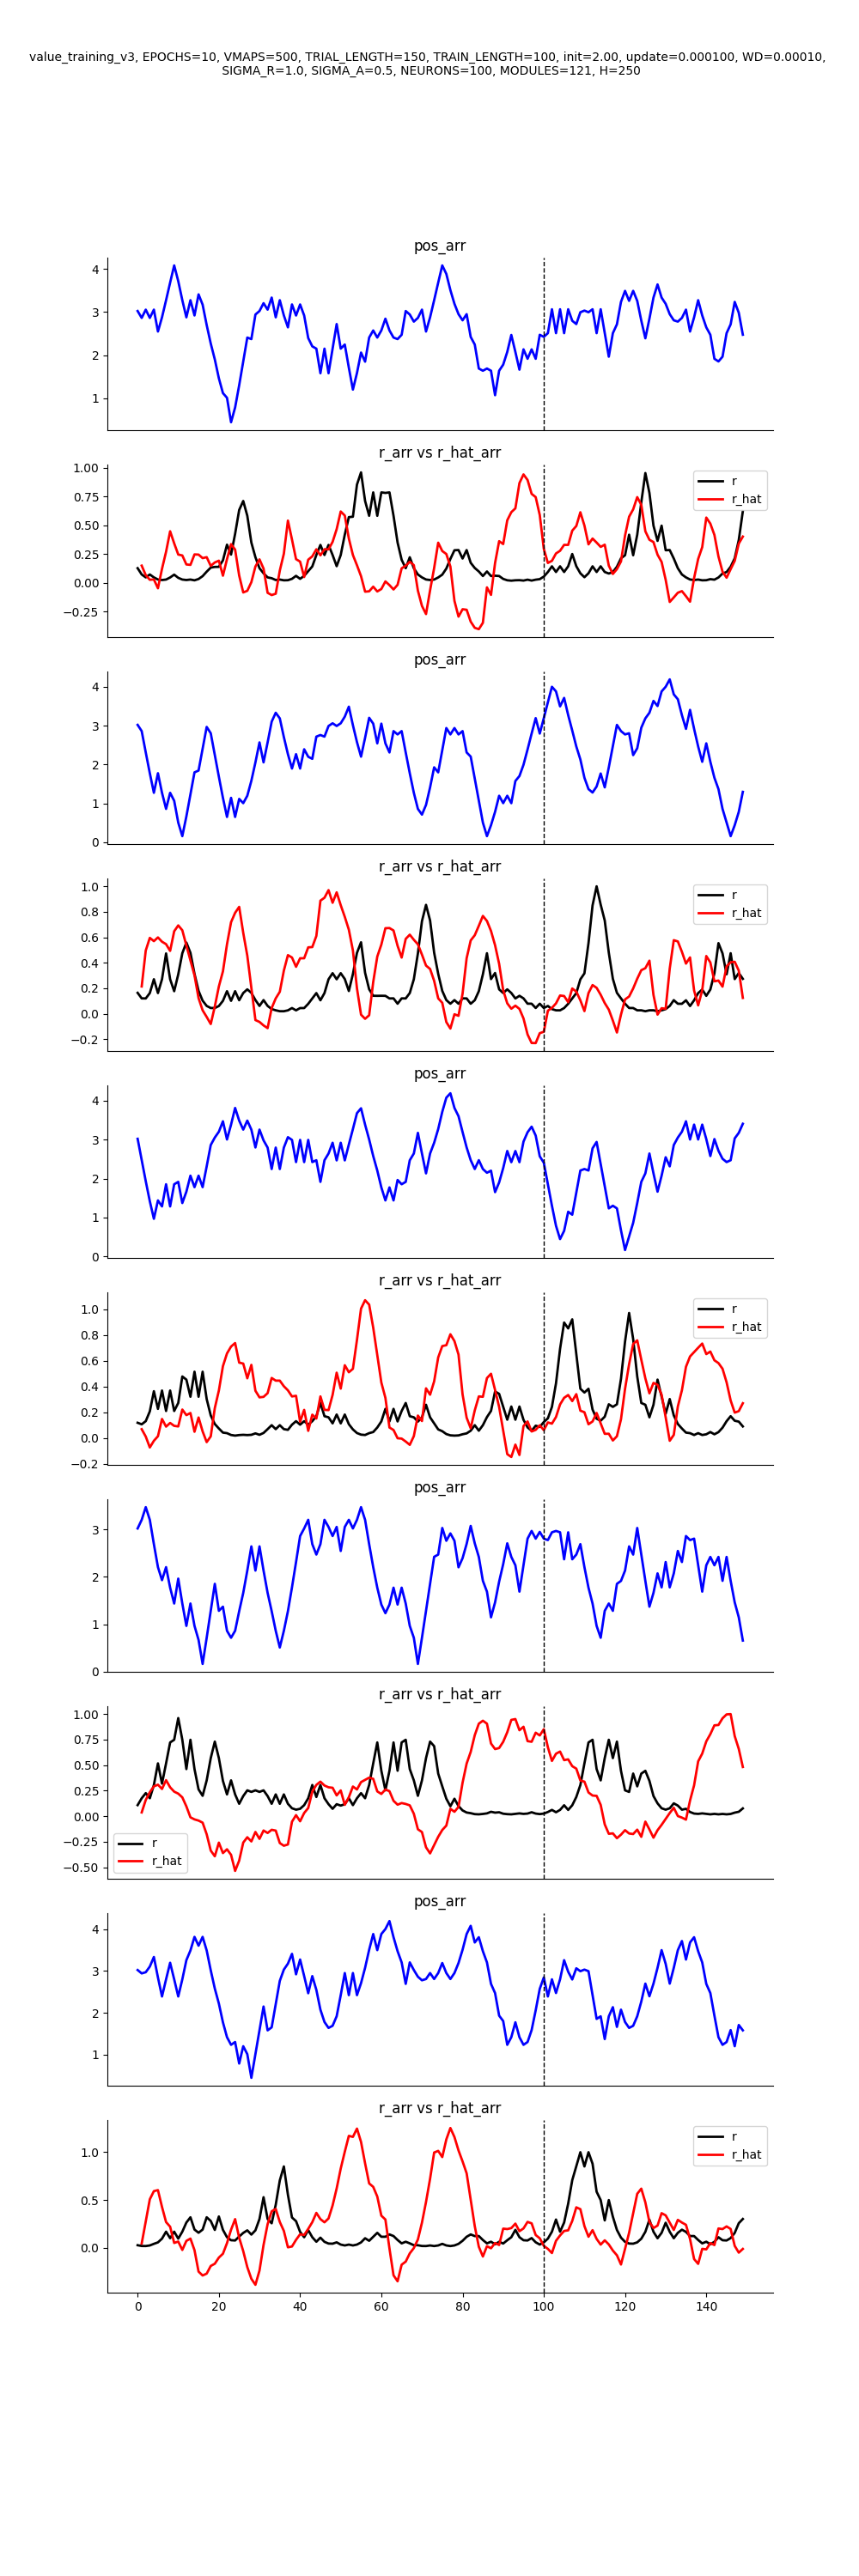 value_training_v3, EPOCHS=10, VMAPS=500, TRIAL_LENGTH=150, TRAIN_LENGTH=100, init=2.00, update=0.000100, WD=0.00010,
SIGMA_R=1.0, SIGMA_A=0.5, NEURONS=100, MODULES=121, H=250
pos_arr
4
3
2
1
r_arr vs r_hat_arr
1.00
0.75
0.50
0.25
0.00
−0.25
r
r_hat
pos_arr
4
3
2
1
0
r_arr vs r_hat_arr
1.0
0.8
0.6
0.4
0.2
0.0
−0.2
r
r_hat
pos_arr
4
3
2
1
0
r_arr vs r_hat_arr
1.0
0.8
0.6
0.4
0.2
0.0
−0.2
r
r_hat
pos_arr
3
2
1
0
r_arr vs r_hat_arr
1.00
0.75
0.50
0.25
0.00
−0.25
−0.50
r
r_hat
pos_arr
4
3
2
1
r_arr vs r_hat_arr
1.0
0.5
0.0
r
r_hat
0 20 40 60 80 100 120 140